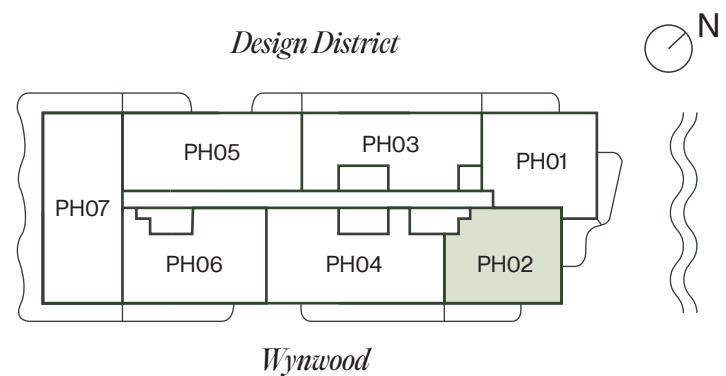 N
Design District
PH05
PH03
PH01
PH07
PH06
PH04
PH02
Wynwood